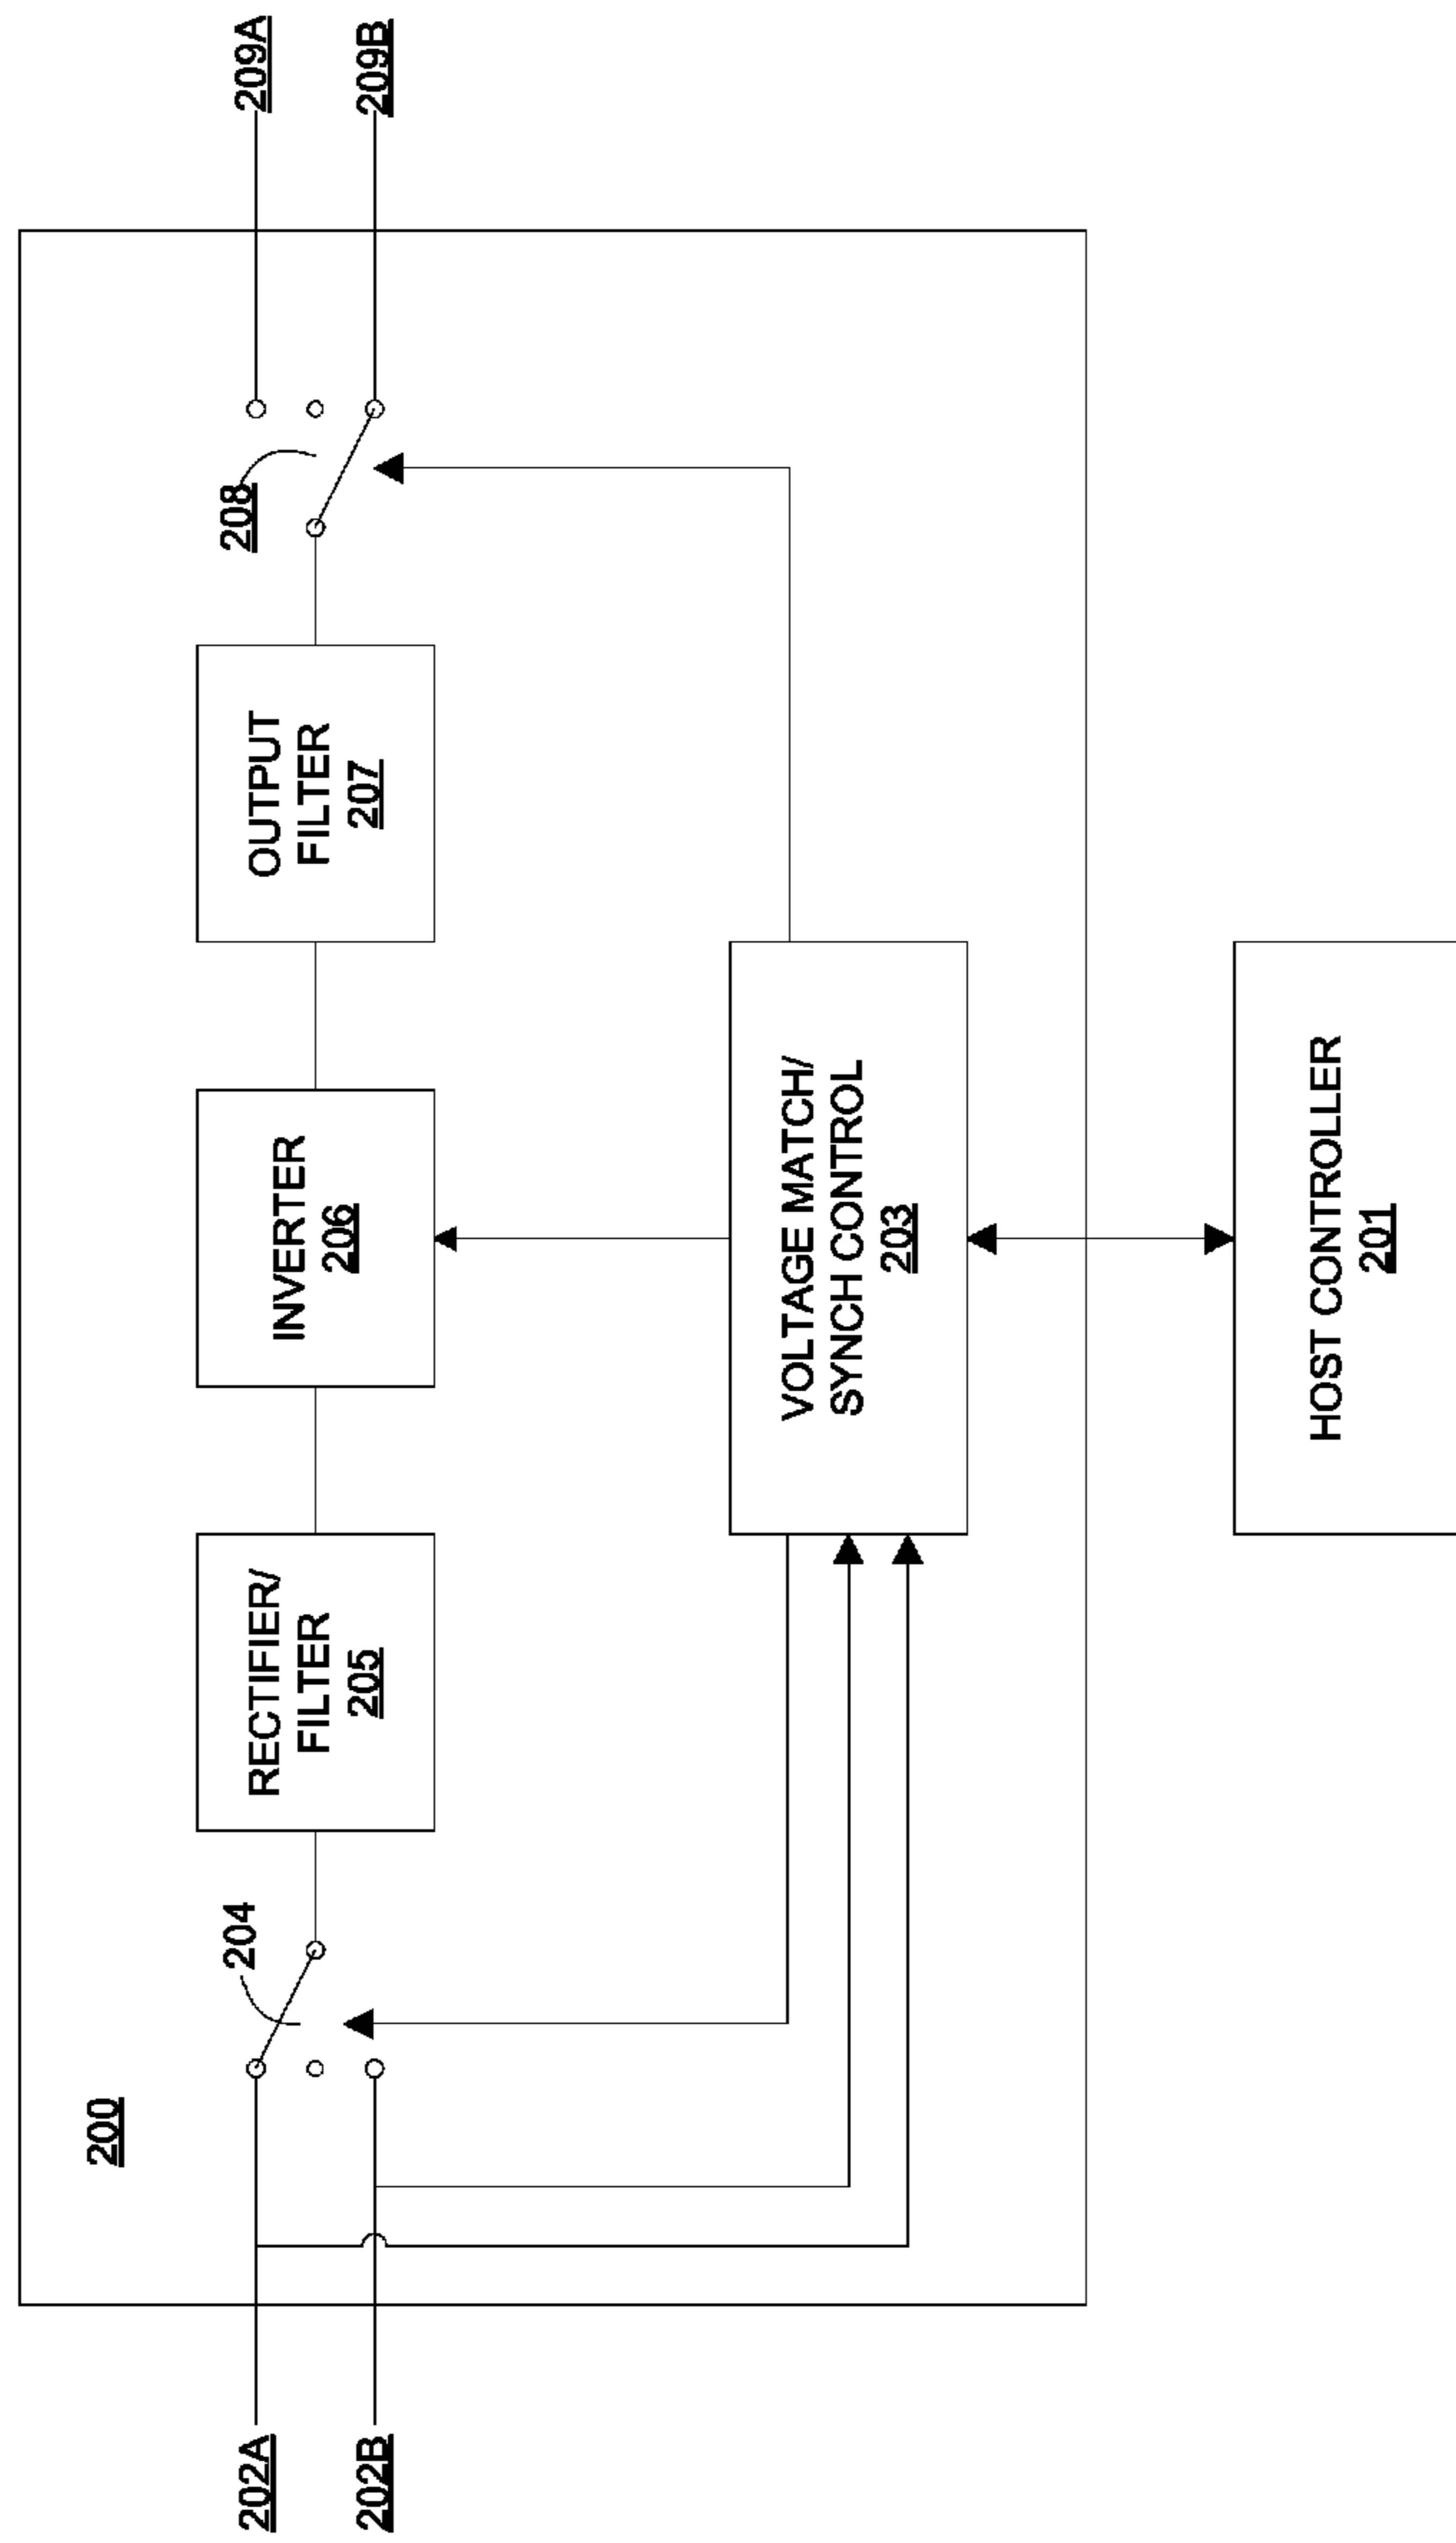 200
202A
202B
204
RECTIFIER/
FILTER
205
INVERTER
206
OUTPUT
FILTER
207
208
209A
209B
VOLTAGE MATCH/
SYNCH CONTROL
203
HOST CONTROLLER
201